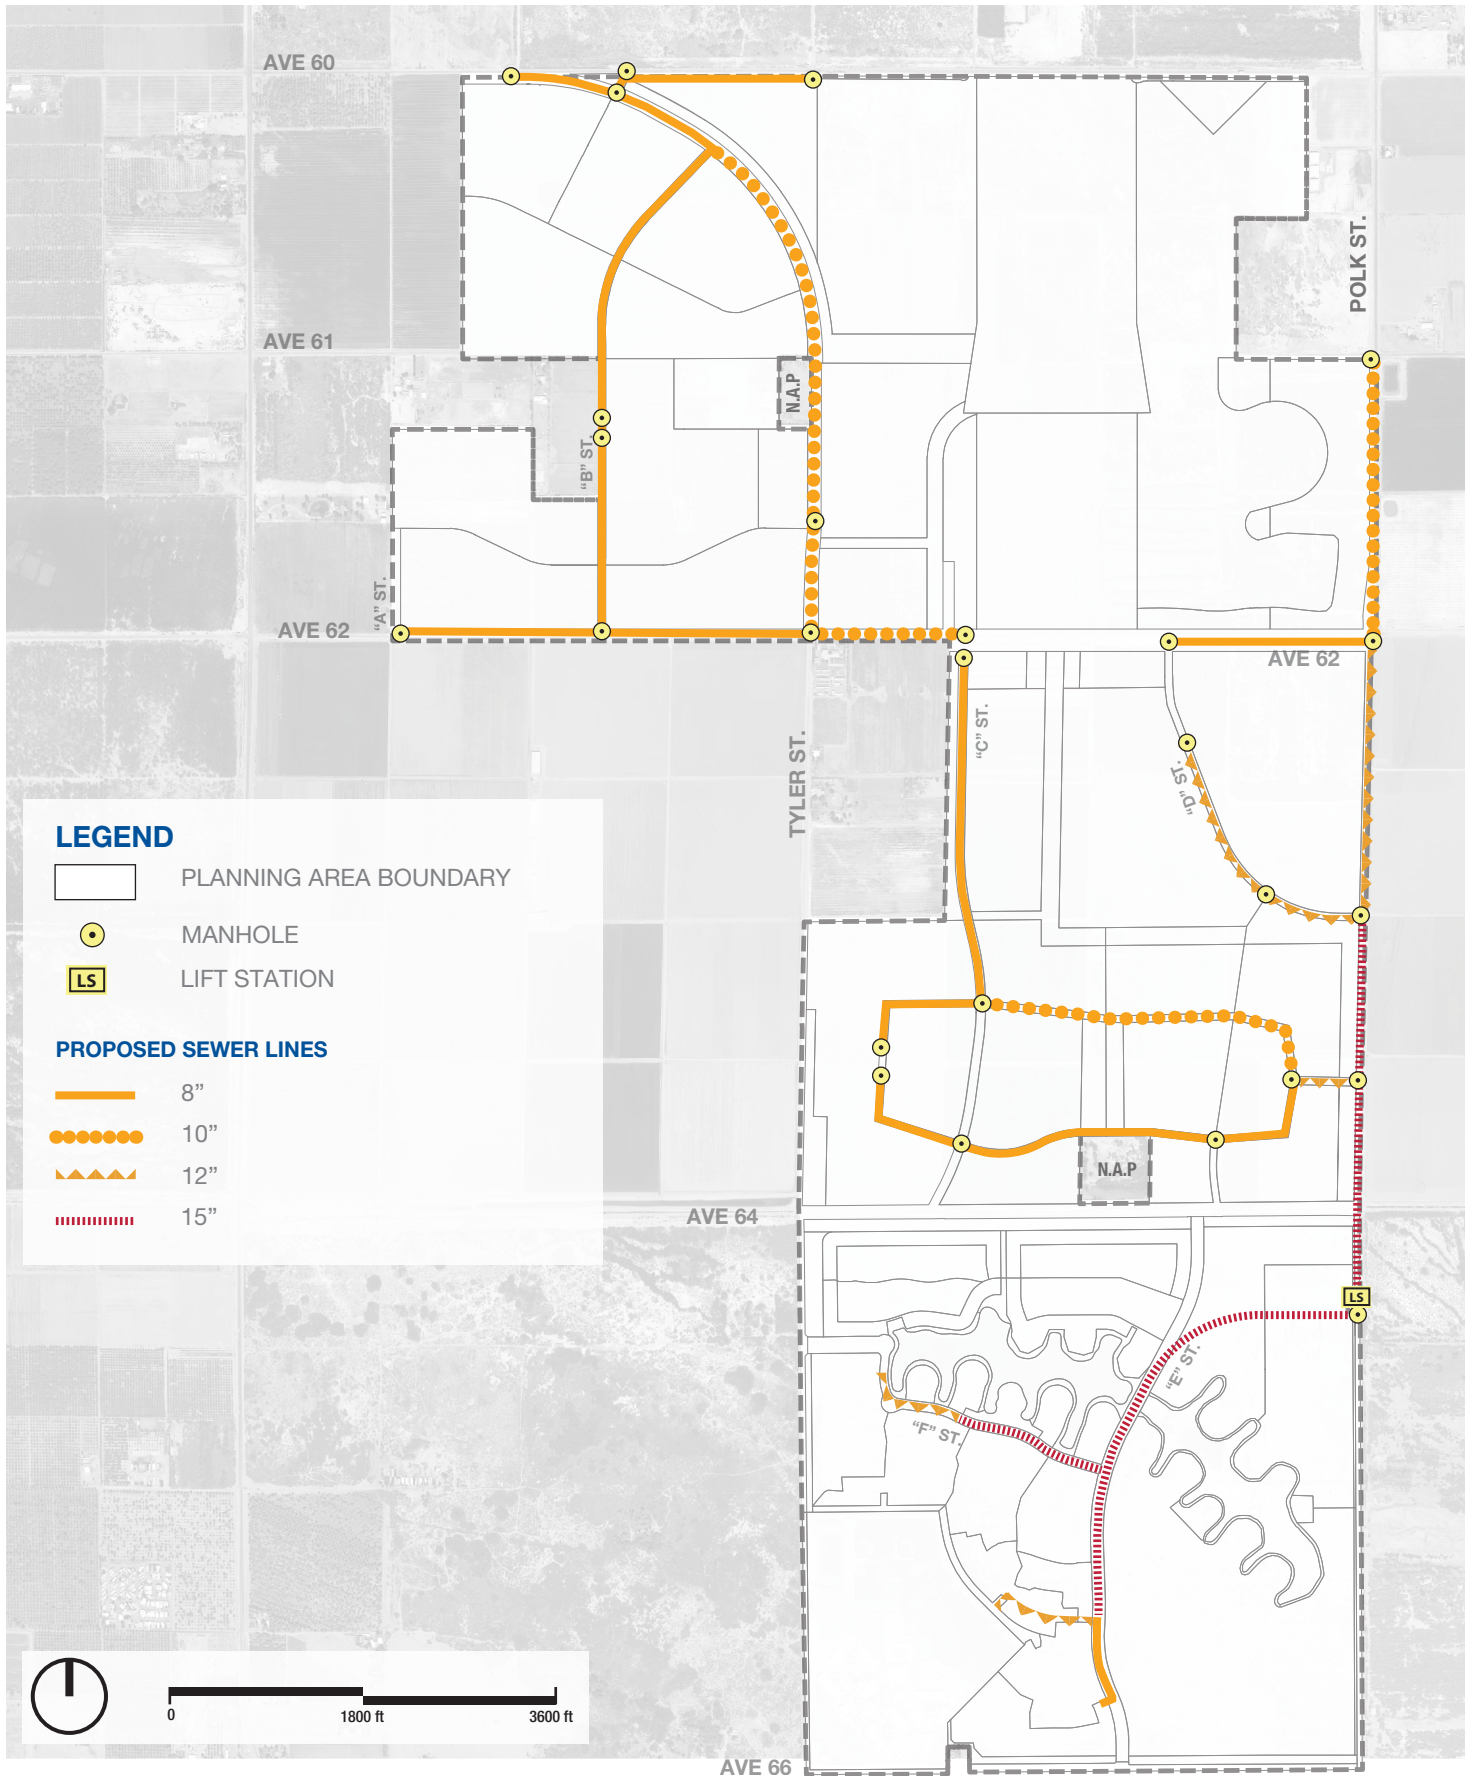 AVE 60
POLK ST.
AVE 61
N.A.P
"B" ST.
"A" ST.
AVE 62
AVE 62
"C" ST.
TYLER ST.
"D" ST.
LEGEND
PLANNING AREA BOUNDARY
MANHOLE
LS LIFT STATION
PROPOSED SEWER LINES
8”
10”
12”
15”
N.A.P
AVE 64
LS
"E" ST.
"F" ST.
0 1800 ft 3600 ft
AVE 66